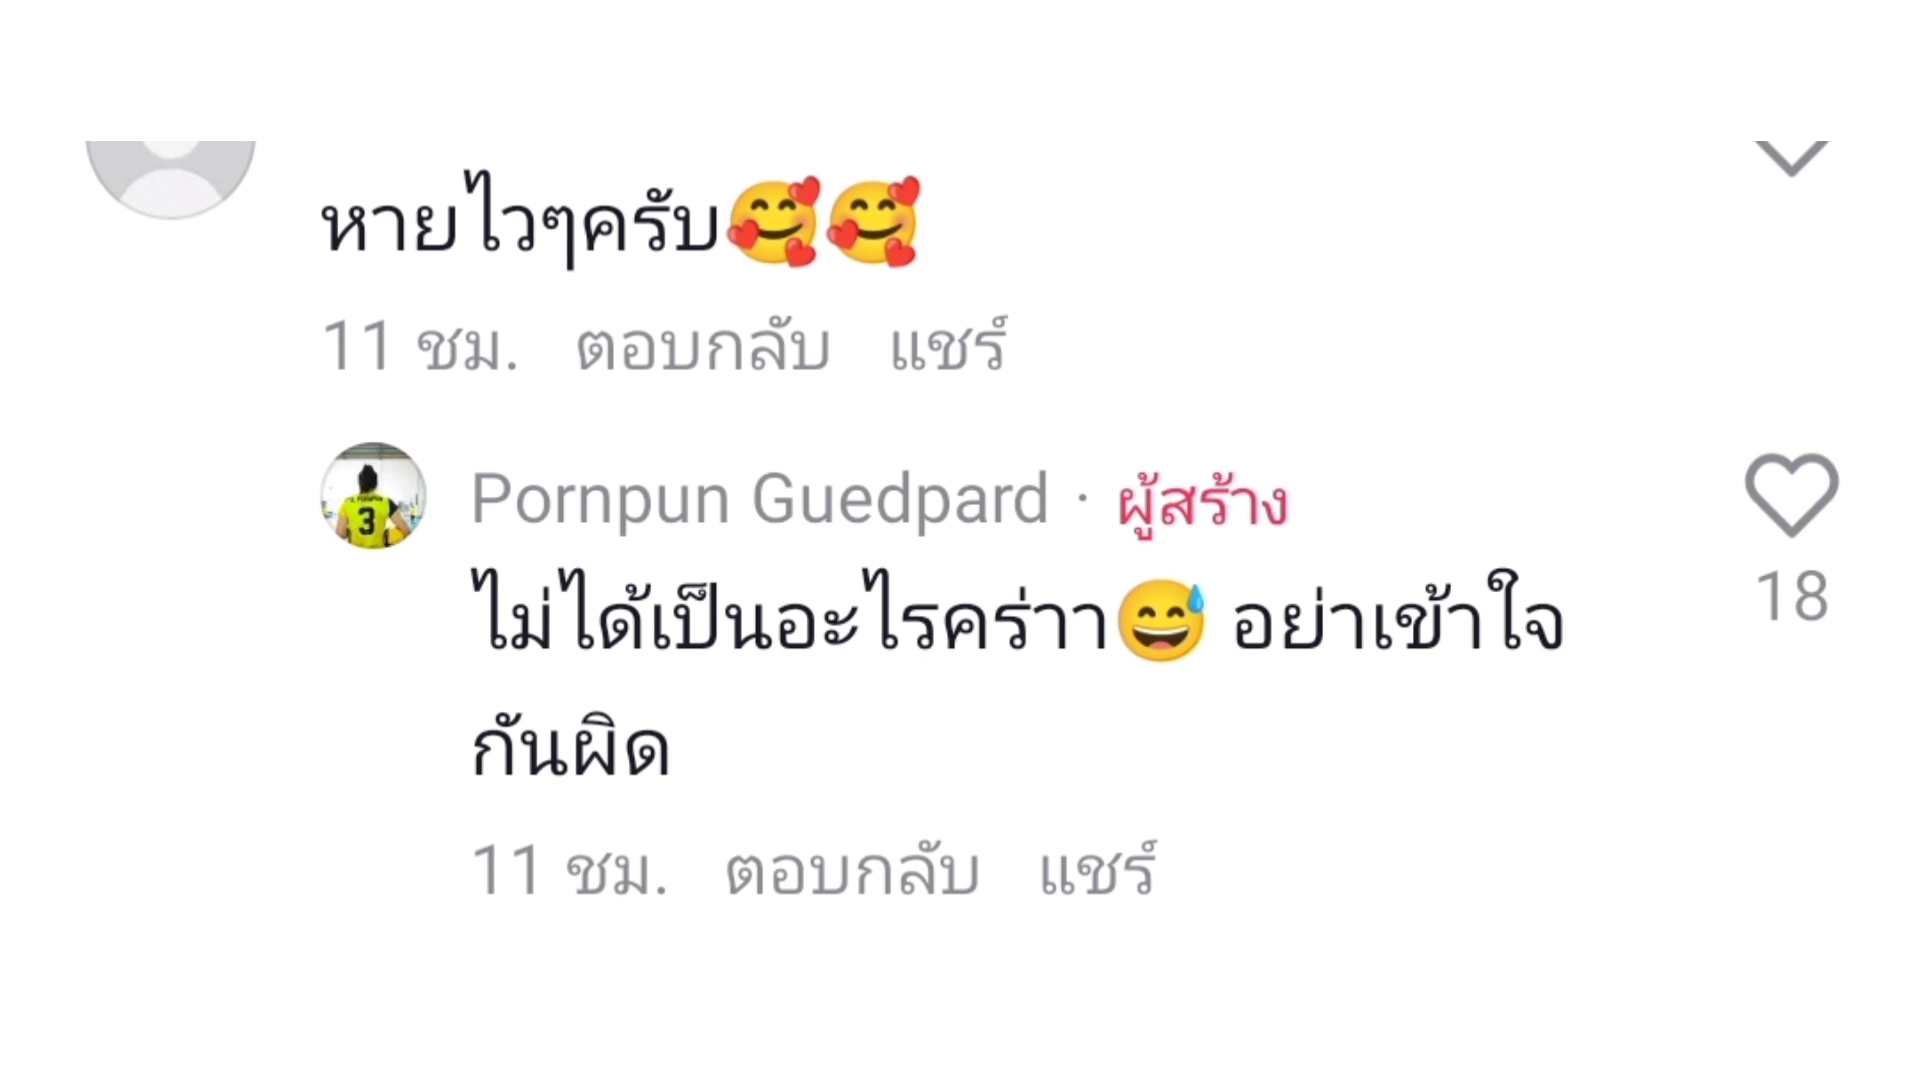 หายไวๆครับ🥰🥰
11 ชม. ตอบกลับ แชร์
Pornpun Guedpard · ผู้สร้าง
ไม่ได้เป็นอะไรคร่าา😅 อย่าเข้าใจ
18
กันผิด
11 ชม. ตอบกลับ แชร์